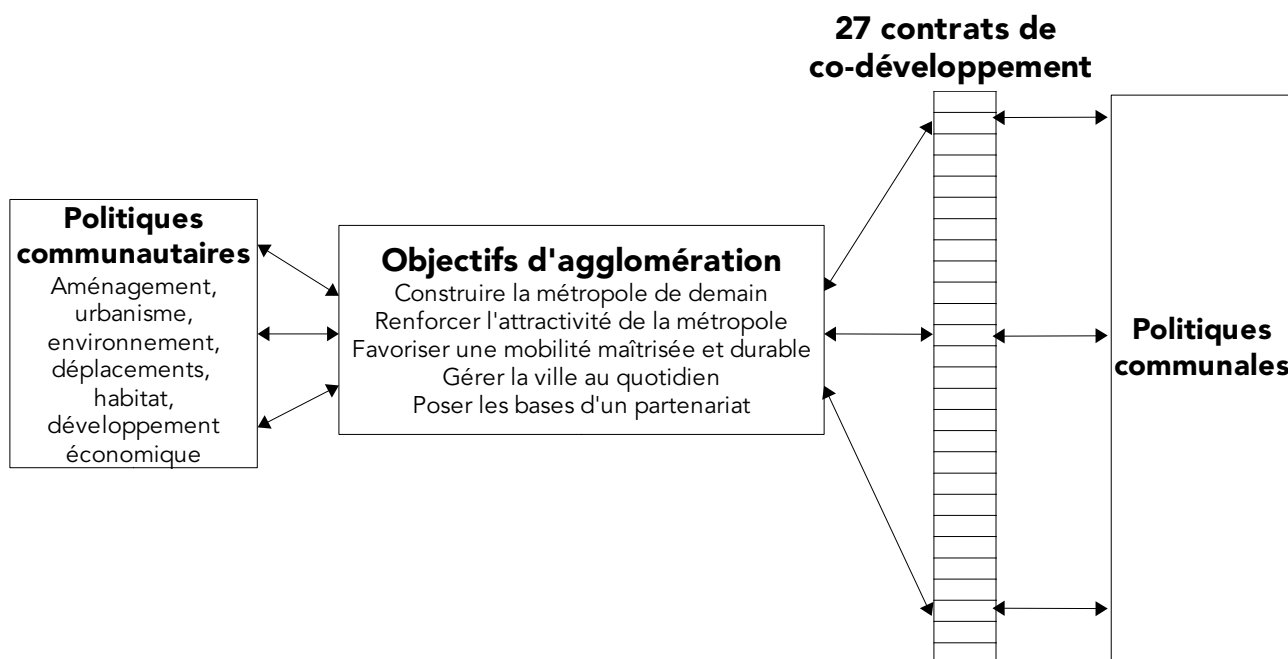 27 contrats de
co-développement
Politiques
communautaires
Aménagement,
urbanisme,
environnement,
déplacements,
habitat,
développement
économique
Objectifs d'agglomération
Construire la métropole de demain
Renforcer l'attractivité de la métropole
Favoriser une mobilité maîtrisée et durable
Gérer la ville au quotidien
Poser les bases d'un partenariat
Politiques
communales